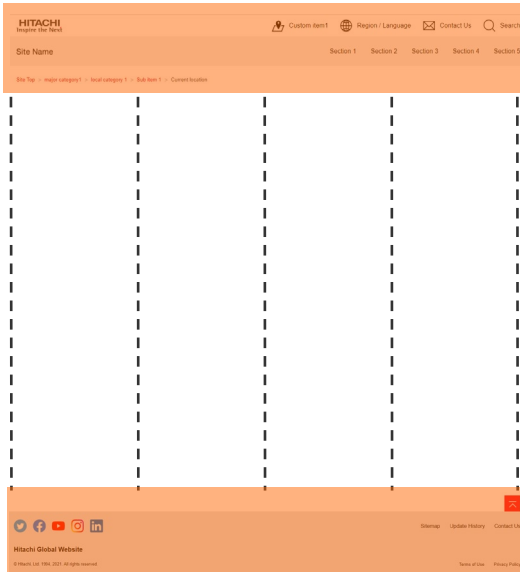 HITACHI
Inspire the Next
Custom item1 Region / Language Contact Us Search
Site Name Section 1 Section 2 Section 3 Section 4 Section 5
Site Top > major category1 > local category 1 > Sub item 1 > Current location
Sitemap Update History Contact Us
Hitachi Global Website
© Hitachi, Ltd. 1994, 2021. All rights reserved. Terms of Use Privacy Policy